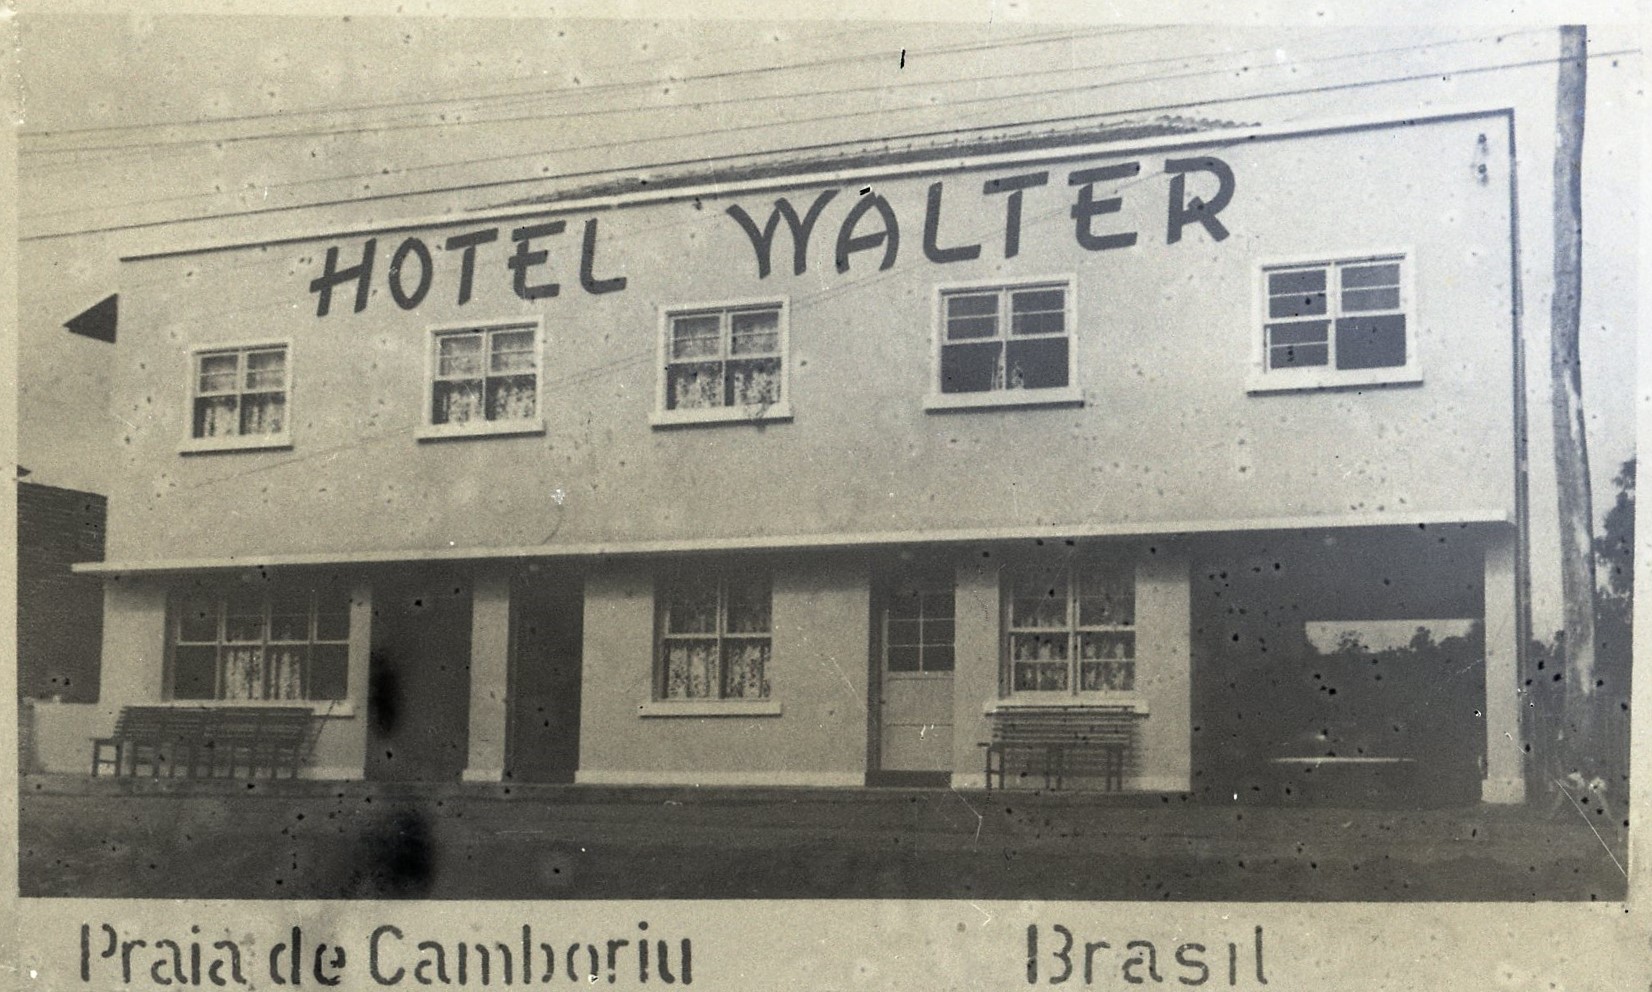 HOTEL WALTER
Praia de Camboriu Brasil